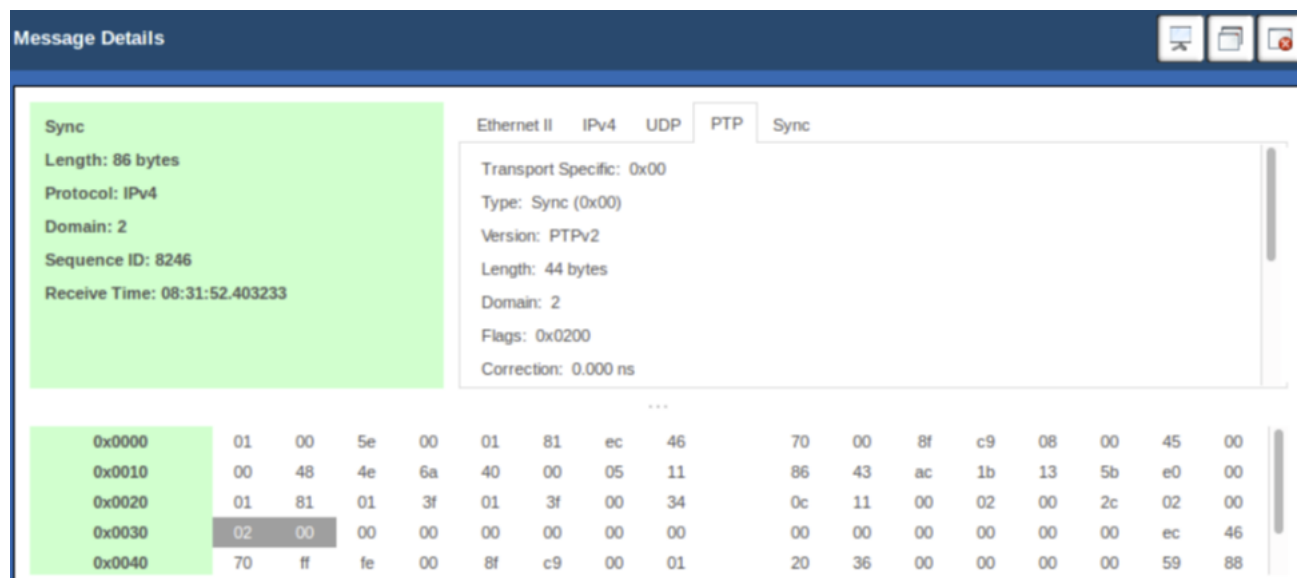 Message Details
Sync
Length: 86 bytes
Protocol: IPv4
Domain: 2
Sequence ID: 8246
Receive Time: 08:31:52.403233
Ethernet II IPv4 UDP PTP Sync
Transport Specific: 0x00
Type: Sync (0x00)
Version: PTPv2
Length: 44 bytes
Domain: 2
Flags: 0x0200
Correction: 0.000 ns
...
0x0000 01 00 5e 00 01 81 ec 46 70 00 8f c9 08 00 45 00
0x0010 00 48 4e 6a 40 00 05 11 86 43 ac 1b 13 5b e0 00
0x0020 01 81 01 3f 01 3f 00 34 0c 11 00 02 00 2c 02 00
0x0030 02 00 00 00 00 00 00 00 00 00 00 00 00 00 ec 46
0x0040 70 ff fe 00 8f c9 00 01 20 36 00 00 00 00 59 88